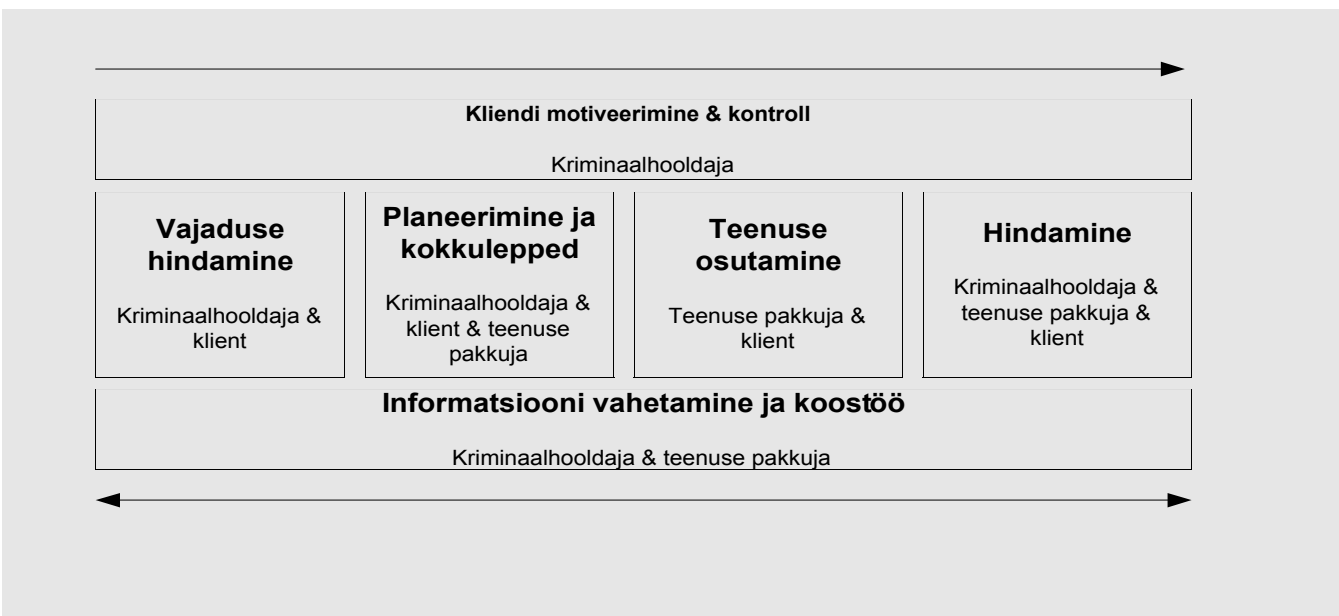 Kliendi motiveerimine & kontroll
Kriminaalhooldaja
Vajaduse
hindamine
Kriminaalhooldaja &
klient
Planeerimine ja
kokkulepped
Kriminaalhooldaja &
klient & teenuse
pakkuja
Teenuse
osutamine
Teenuse pakkuja &
klient
Hindamine
Kriminaalhooldaja &
teenuse pakkuja &
klient
Informatsiooni vahetamine ja koostöö
Kriminaalhooldaja & teenuse pakkuja